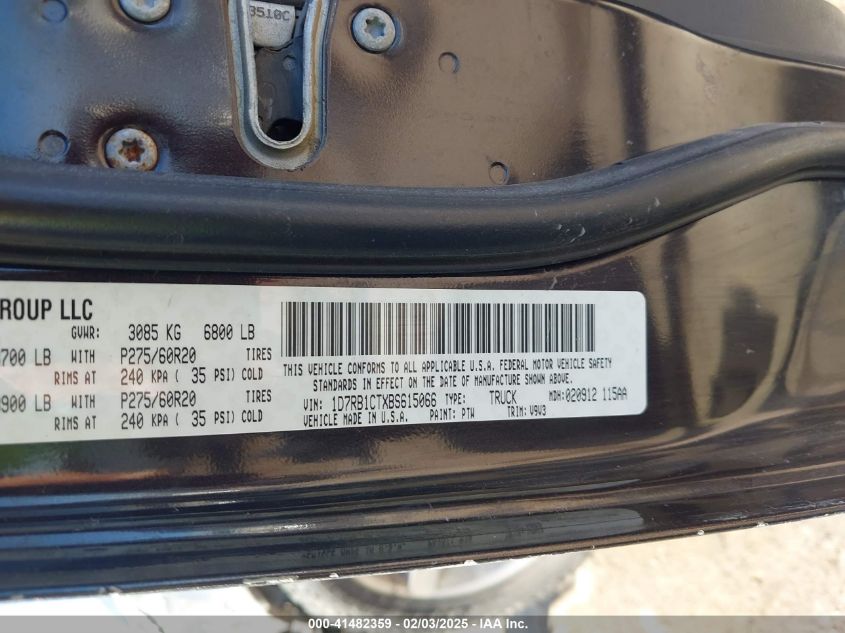 3510C
ROUP LLC
GVWR: 3085 KG 6800 LB
700 LB WITH P275/60R20 TIRES
RIMS AT 240 KPA ( 35 PSI) COLD
900 LB WITH P275/60R20 TIRES
RIMS AT 240 KPA ( 35 PSI) COLD
THIS VEHICLE CONFORMS TO ALL APPLICABLE U.S.A. FEDERAL MOTOR VEHICLE SAFETY
STANDARDS IN EFFECT ON THE DATE OF MANUFACTURE SHOWN ABOVE.
VIN: 1D7RB1CTXBS615066 TYPE: TRUCK MDH:020912 115AA
VEHICLE MADE IN U.S.A. PAINT: PTW TRIM: V9V3
000-41482359 - 02/03/2025 - IAA Inc.